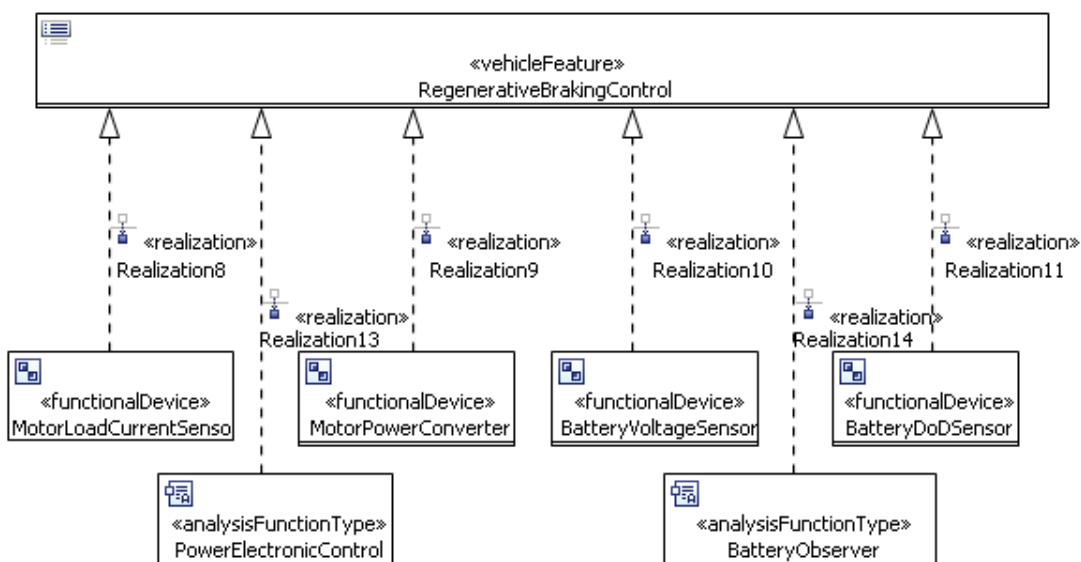 «vehicleFeature»
RegenerativeBrakingControl
«realization»
Realization8
«realization»
Realization9
«realization»
Realization10
«realization»
Realization11
«realization»
Realization13
«realization»
Realization14
«functionalDevice»
MotorLoadCurrentSenso
«functionalDevice»
MotorPowerConverter
«functionalDevice»
BatteryVoltageSensor
«functionalDevice»
BatteryDoDSensor
«analysisFunctionType»
PowerElectronicControl
«analysisFunctionType»
BatteryObserver